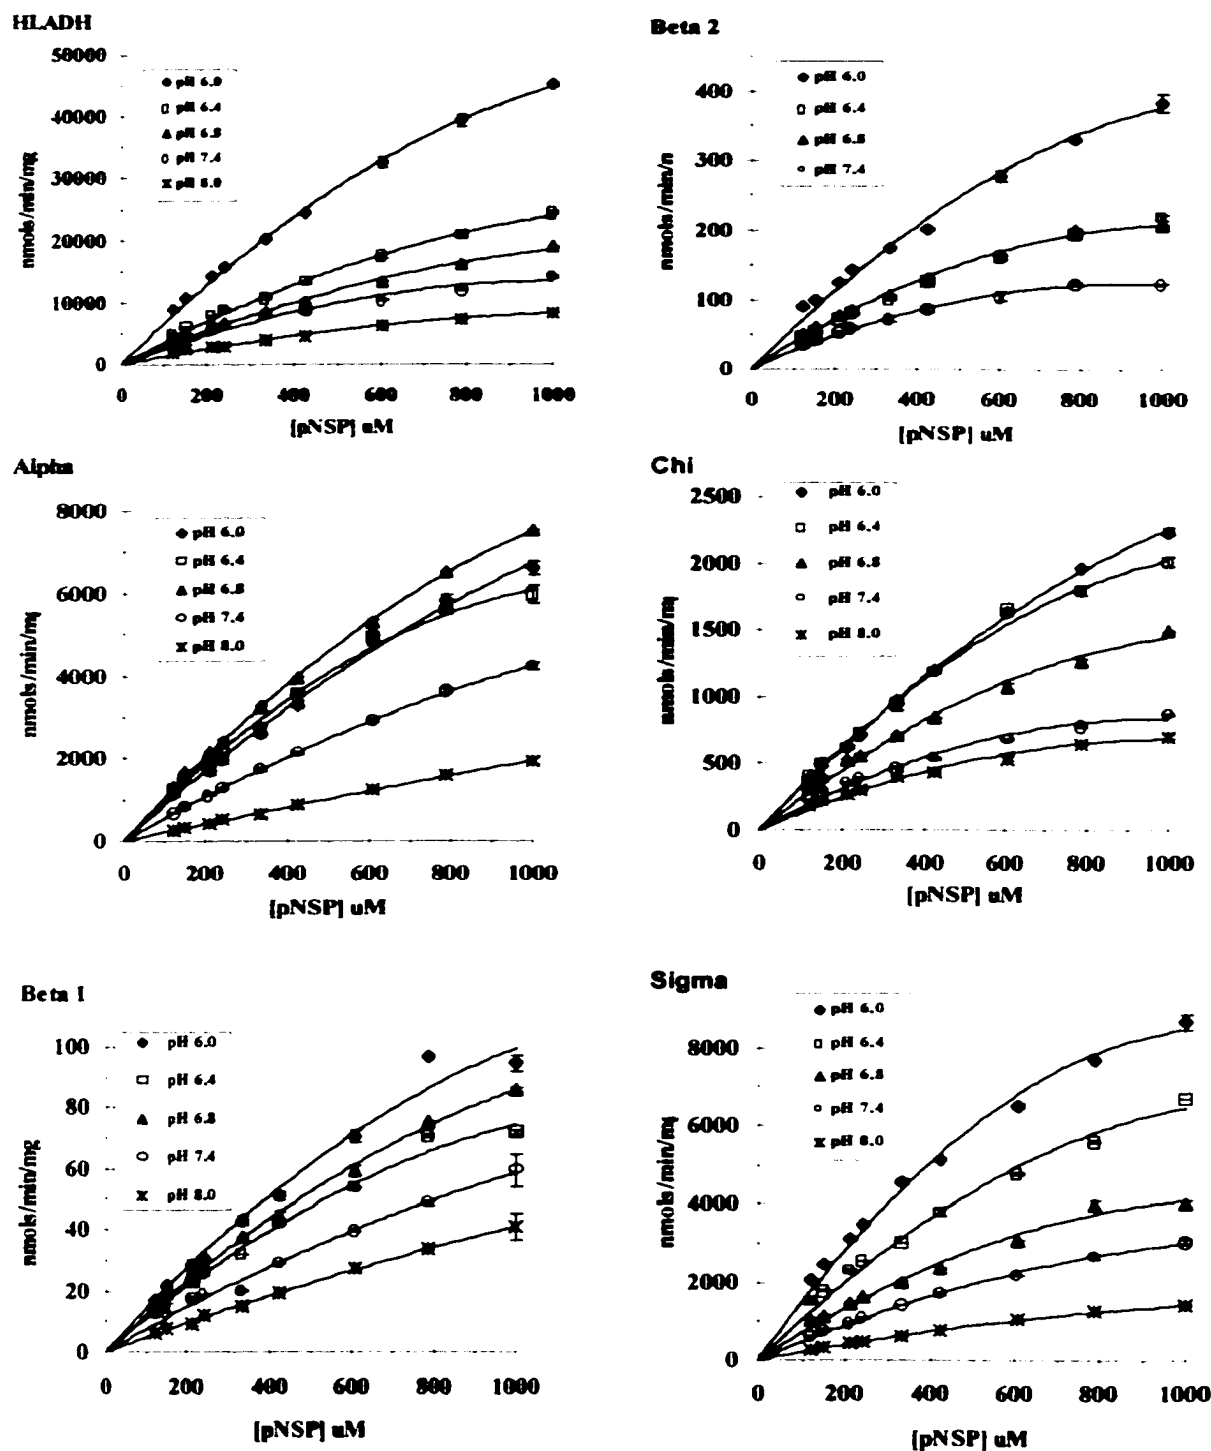 HLADH
50000
40000
30000
20000
10000
0
nmols/min/mg
pH 6.0
pH 6.4
pH 6.8
pH 7.4
pH 8.0
0 200 400 600 800 1000
[pNSP] uM
Beta 2
400
300
200
100
0
nmols/min/n
pH 6.0
pH 6.4
pH 6.8
pH 7.4
0 200 400 600 800 1000
[pNSP] uM
Alpha
8000
6000
4000
2000
0
nmols/min/mg
pH 6.0
pH 6.4
pH 6.8
pH 7.4
pH 8.0
0 200 400 600 800 1000
[pNSP] uM
Chi
2500
2000
1500
1000
500
0
nmols/min/mg
pH 6.0
pH 6.4
pH 6.8
pH 7.4
pH 8.0
0 200 400 600 800 1000
[pNSP] uM
Beta 1
100
80
60
40
20
0
nmols/min/mg
pH 6.0
pH 6.4
pH 6.8
pH 7.4
pH 8.0
0 200 400 600 800 1000
[pNSP] uM
Sigma
8000
6000
4000
2000
0
nmols/min/mg
pH 6.0
pH 6.4
pH 6.8
pH 7.4
pH 8.0
0 200 400 600 800 1000
[pNSP] uM